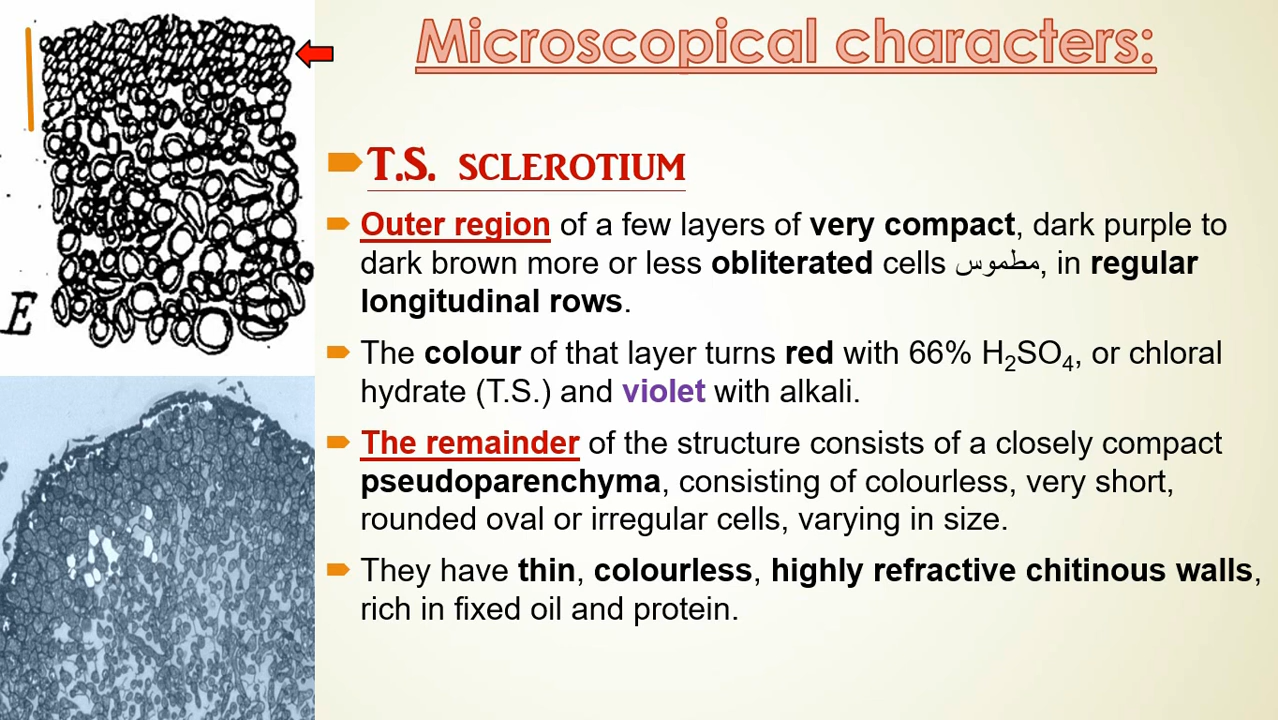 Microscopical characters:
T.S. SCLEROTIUM
Outer region of a few layers of very compact, dark purple to
dark brown more or less obliterated cells مطموس, in regular
longitudinal rows.
The colour of that layer turns red with 66% H₂SO₄, or chloral
hydrate (T.S.) and violet with alkali.
The remainder of the structure consists of a closely compact
pseudoparenchyma, consisting of colourless, very short,
rounded oval or irregular cells, varying in size.
They have thin, colourless, highly refractive chitinous walls,
rich in fixed oil and protein.
E